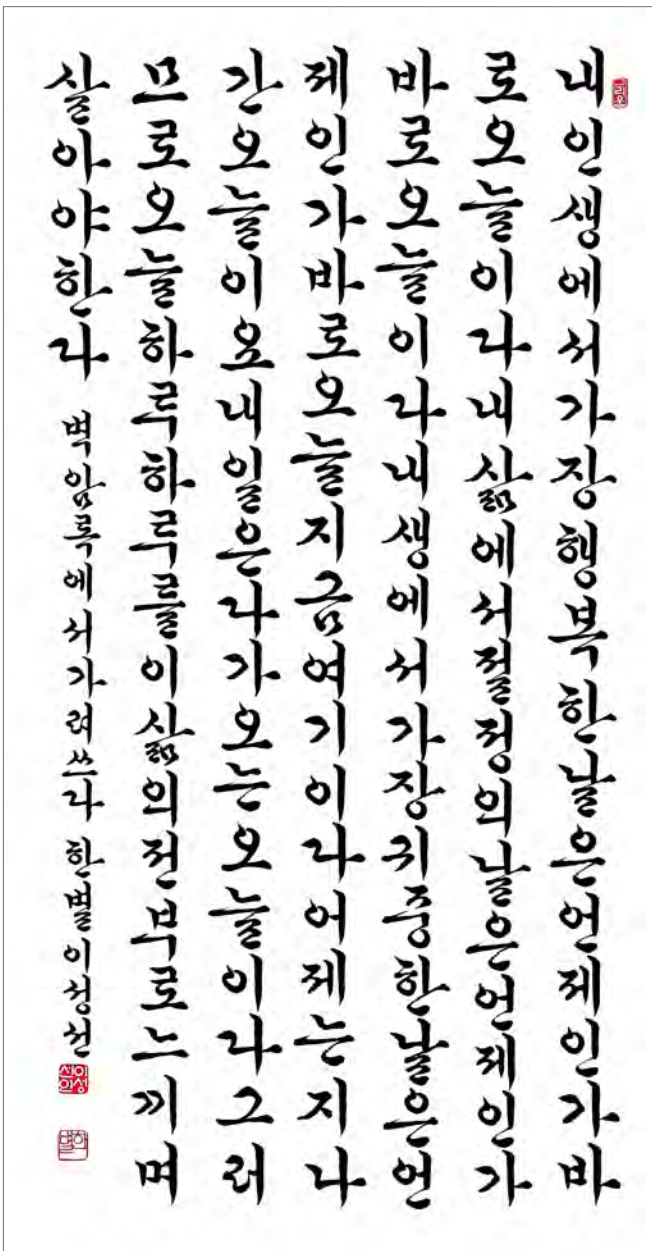 내인생에서가장행복한날은언제인가바
로오늘이다내삶에서절정의날은언제인가
바로오늘이다내생에서가장귀중한날은언
제인가바로오늘지금여기이다어제는지나
간오늘이오내일은다가오는오늘이다그러
므로오늘하루하루를이삶의전부로느끼며
살아야한다 벽암록에서가려쓰다 한별이성선
한별